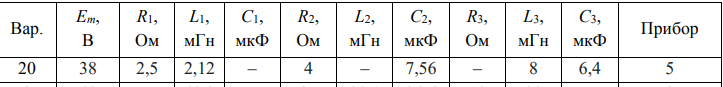 Вар. Em, В R1, Ом L1, мГн C1, мкФ R2, Ом L2, мГн C2, мкФ R3, Ом L3, мГн C3, мкФ Прибор
20 38 2,5 2,12 – 4 – 7,56 – 8 6,4 5